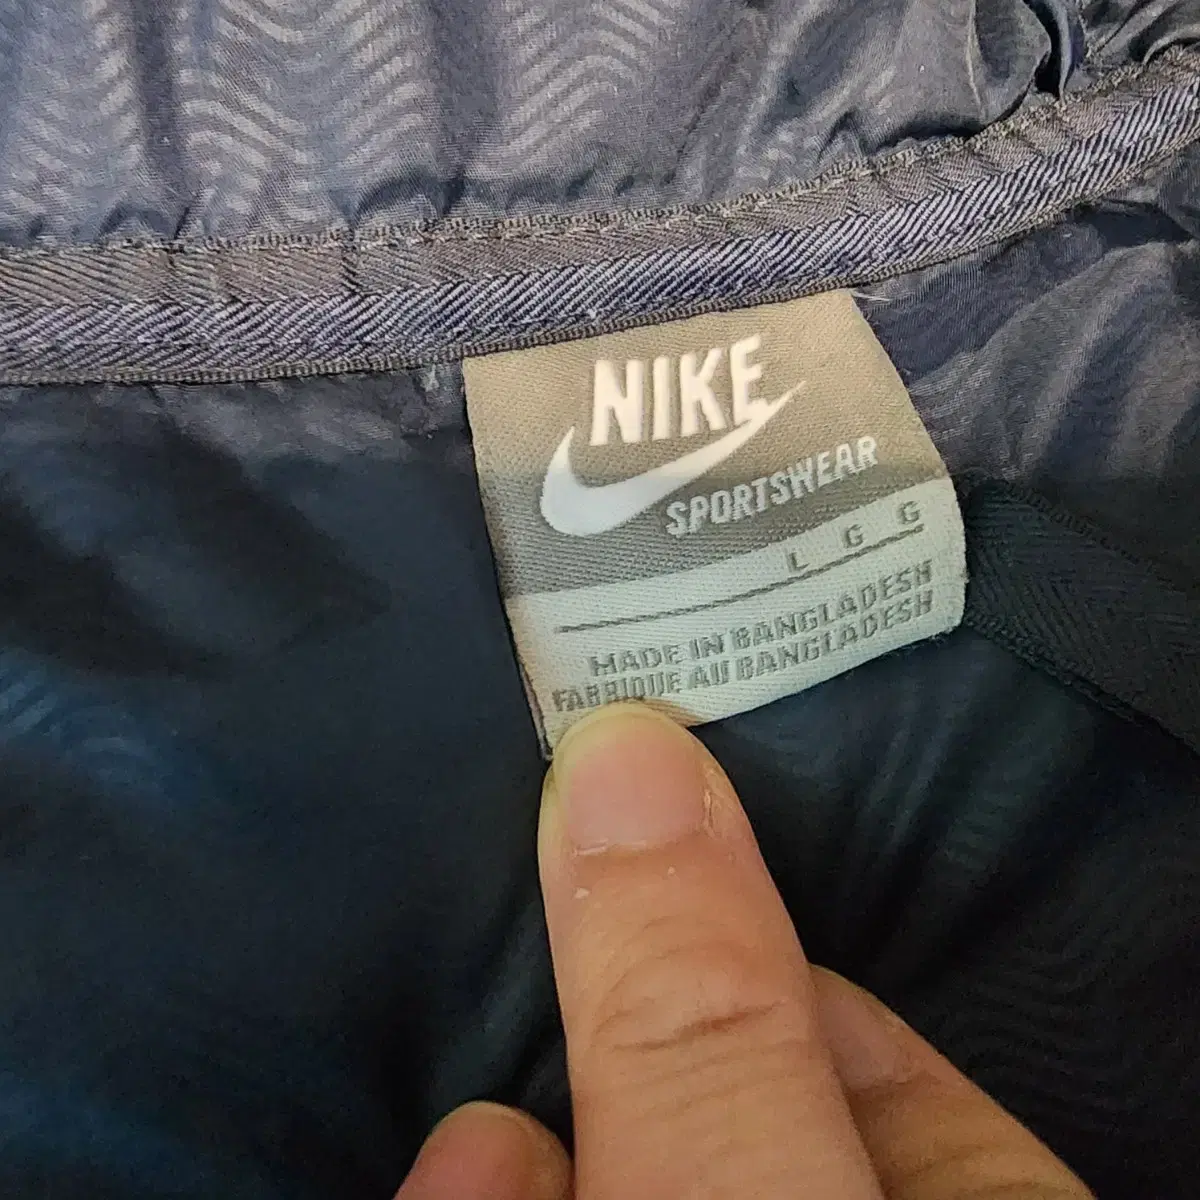 NIKE
SPORTSWEAR
L G G
MADE IN BANGLADESH
FABRIQUE AU BANGLADESH